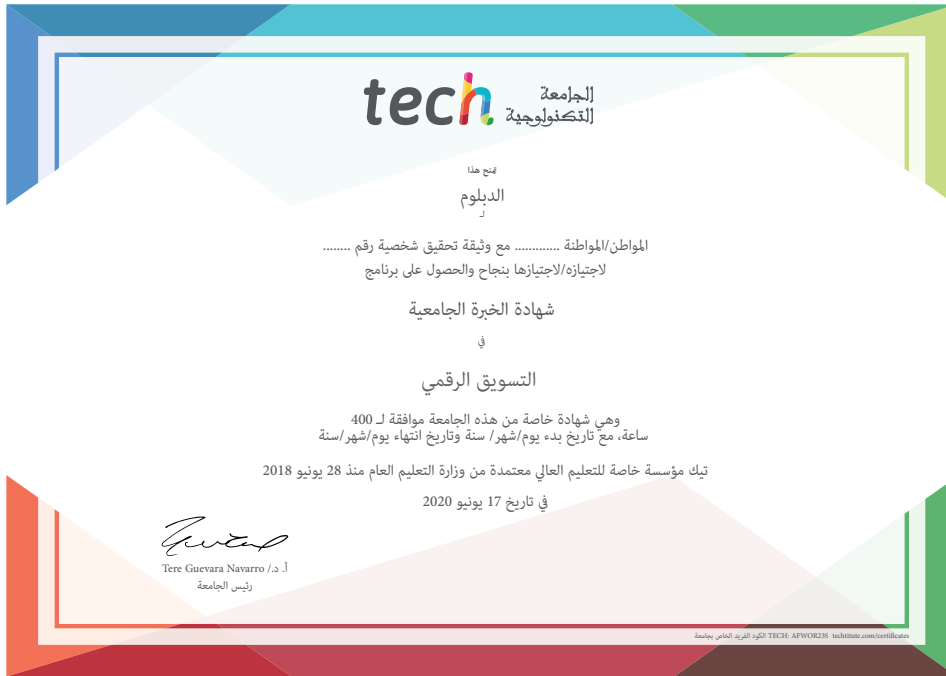 tech الجامعة
التكنولوجية
تمنح هذا
الدبلوم
لـ
المواطن/المواطنة ............ مع وثيقة تحقيق شخصية رقم ........
لاجتيازه/لاجتيازها بنجاح والحصول على برنامج
شهادة الخبرة الجامعية
في
التسويق الرقمي
وهي شهادة خاصة من هذه الجامعة موافقة لـ 400
ساعة، مع تاريخ بدء يوم/شهر/ سنة وتاريخ انتهاء يوم/شهر/سنة
تيك مؤسسة خاصة للتعليم العالي معتمدة من وزارة التعليم العام منذ 28 يونيو 2018
في تاريخ 17 يونيو 2020
أ. د./ Tere Guevara Navarro
رئيس الجامعة
الكود الفريد الخاص بجامعة TECH: AFWOR23S techtitute.com/certificates